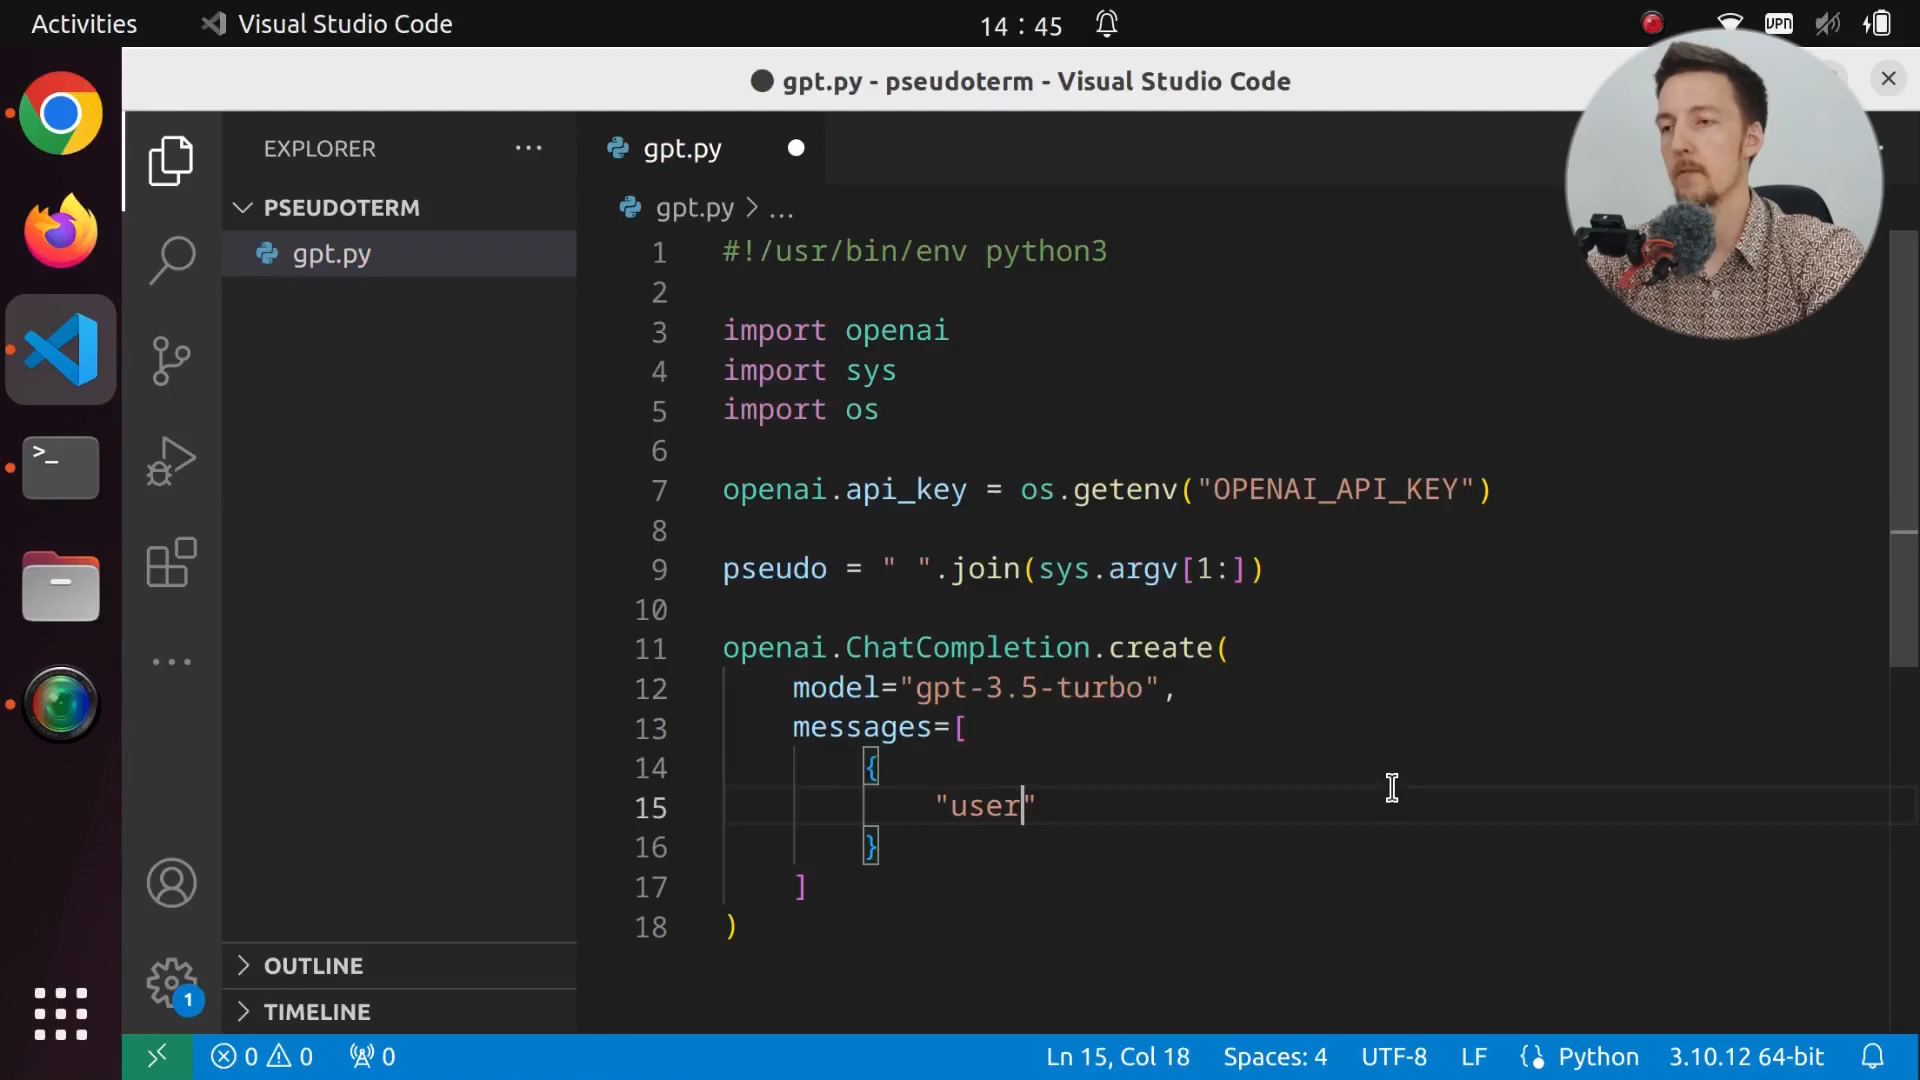 Activities
Visual Studio Code
14 : 45
VPN
gpt.py - pseudoterm - Visual Studio Code
EXPLORER
PSEUDOTERM
gpt.py
OUTLINE
TIMELINE
gpt.py
gpt.py > ...
1 #!/usr/bin/env python3
2
3 import openai
4 import sys
5 import os
6
7 openai.api_key = os.getenv("OPENAI_API_KEY")
8
9 pseudo = " ".join(sys.argv[1:])
10
11 openai.ChatCompletion.create(
12 model="gpt-3.5-turbo",
13 messages=[
14 {
15 "user"
16 }
17 ]
18 )
>_
1
0 0 0 Ln 15, Col 18 Spaces: 4 UTF-8 LF Python 3.10.12 64-bit